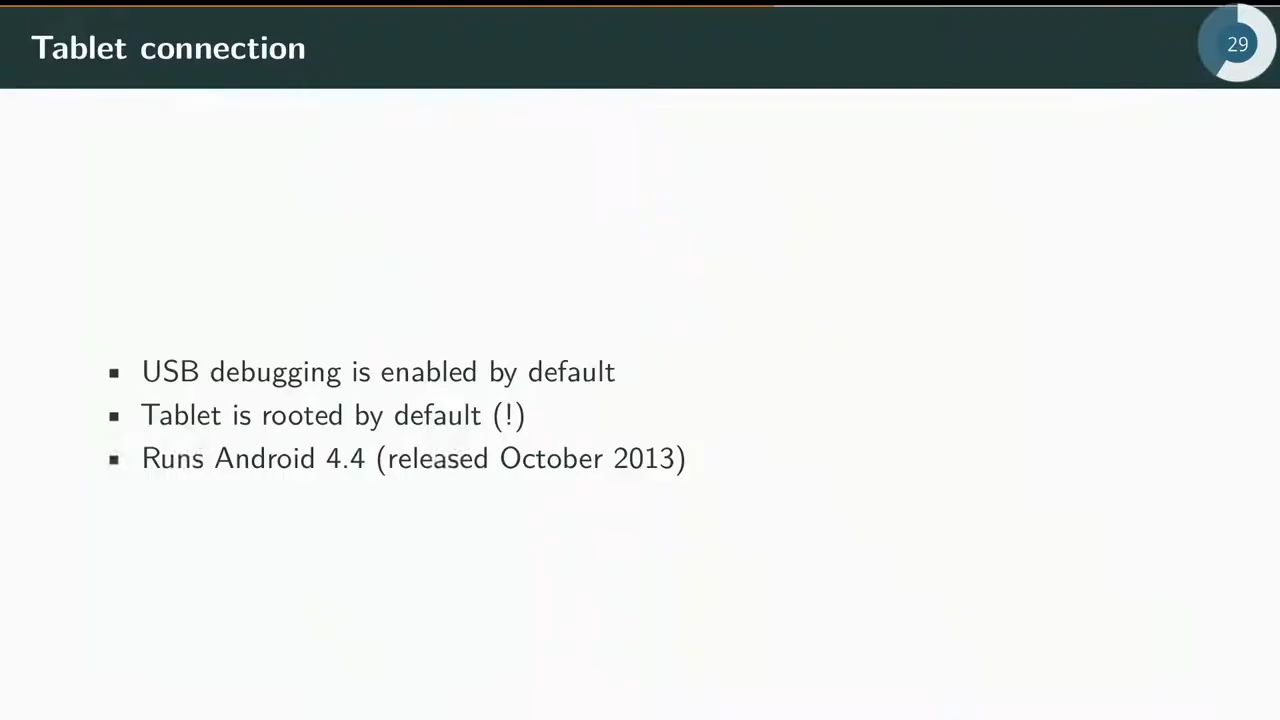 Tablet connection
29
▪ USB debugging is enabled by default
▪ Tablet is rooted by default (!)
▪ Runs Android 4.4 (released October 2013)